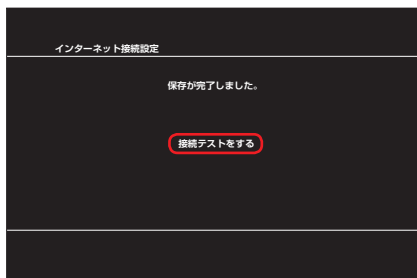 インターネット接続設定
保存が完了しました。
接続テストをする